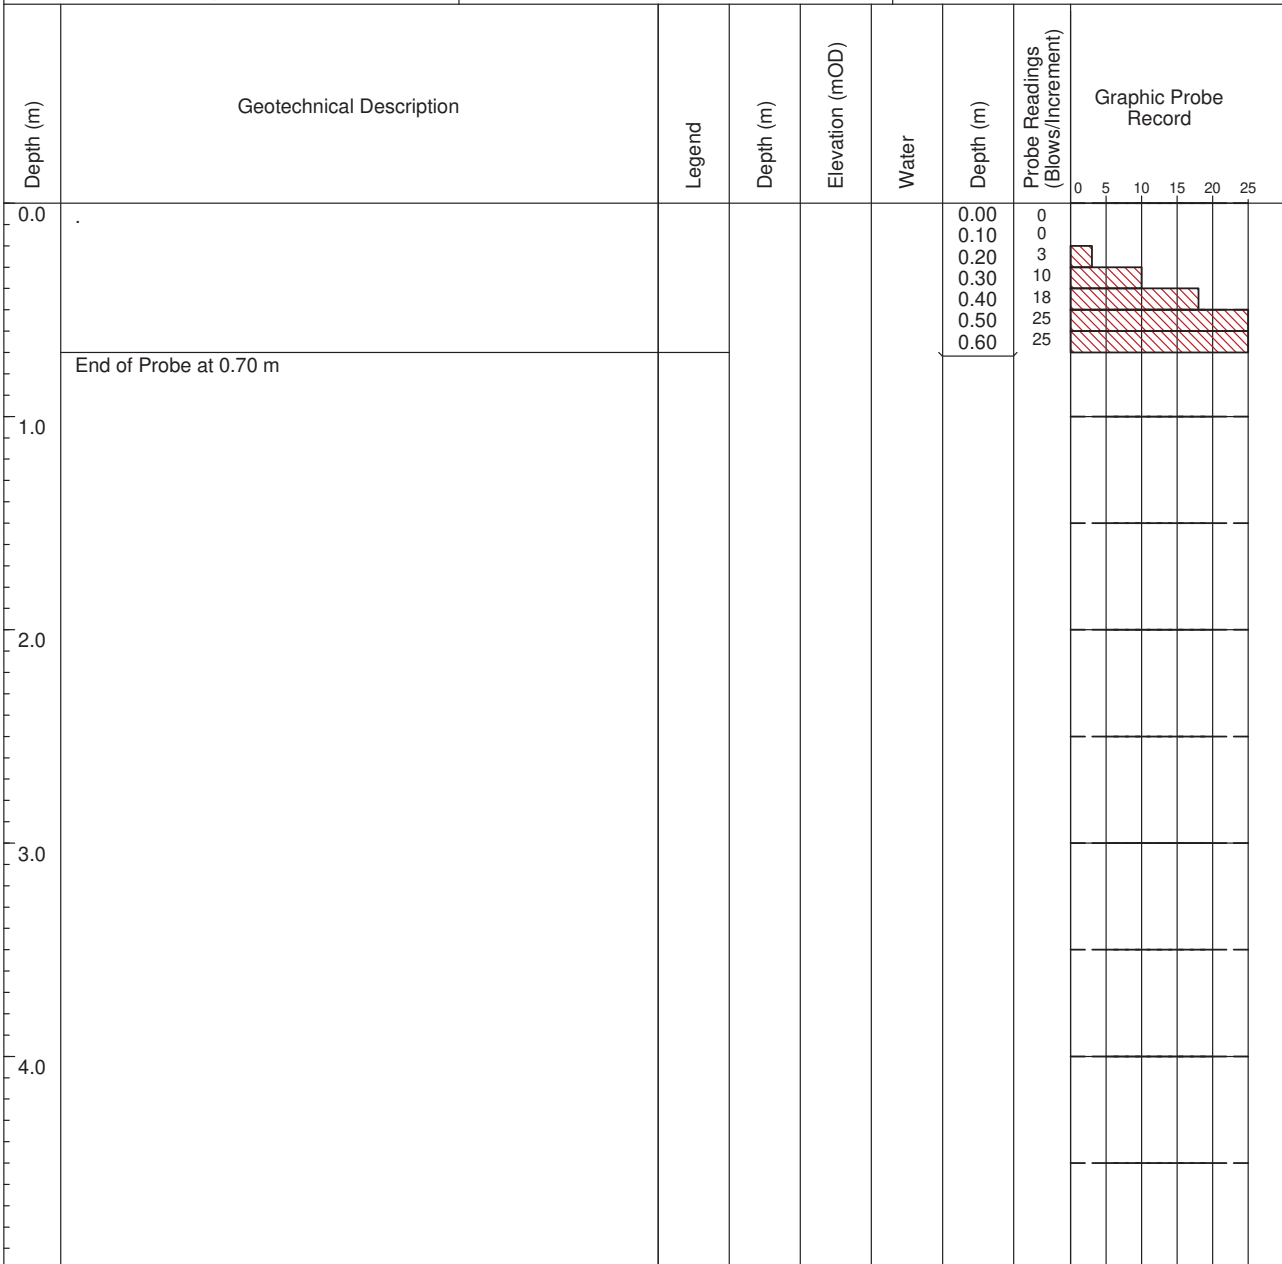 Depth (m)
Geotechnical Description
Legend
Depth (m)
Elevation (mOD)
Water
Depth (m)
Probe Readings
(Blows/Increment)
Graphic Probe
Record
0 5 10 15 20 25
0.0 . 0.00 0
0.10 0
0.20 3
0.30 10
0.40 18
0.50 25
0.60 25
End of Probe at 0.70 m
1.0
2.0
3.0
4.0